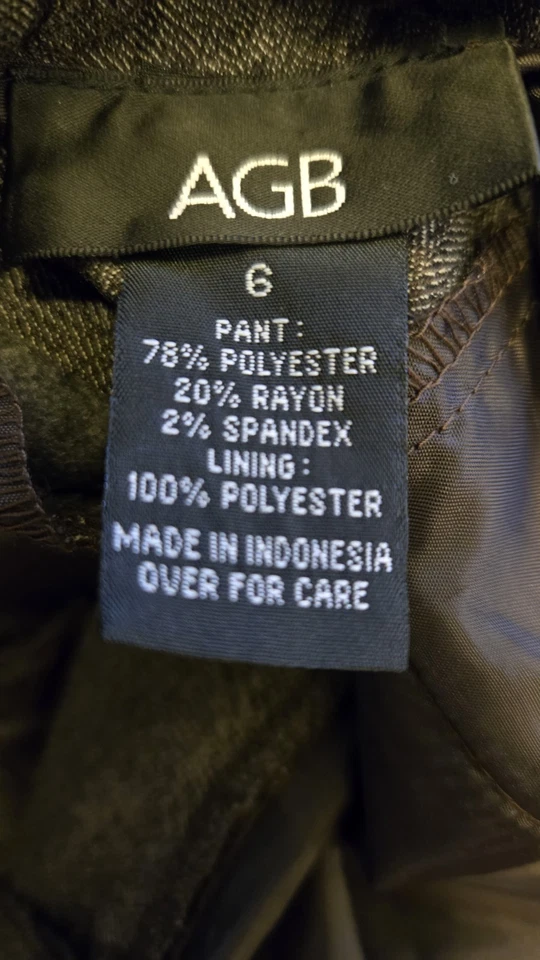 AGB
6
PANT:
78% POLYESTER
20% RAYON
2% SPANDEX
LINING:
100% POLYESTER
MADE IN INDONESIA
OVER FOR CARE